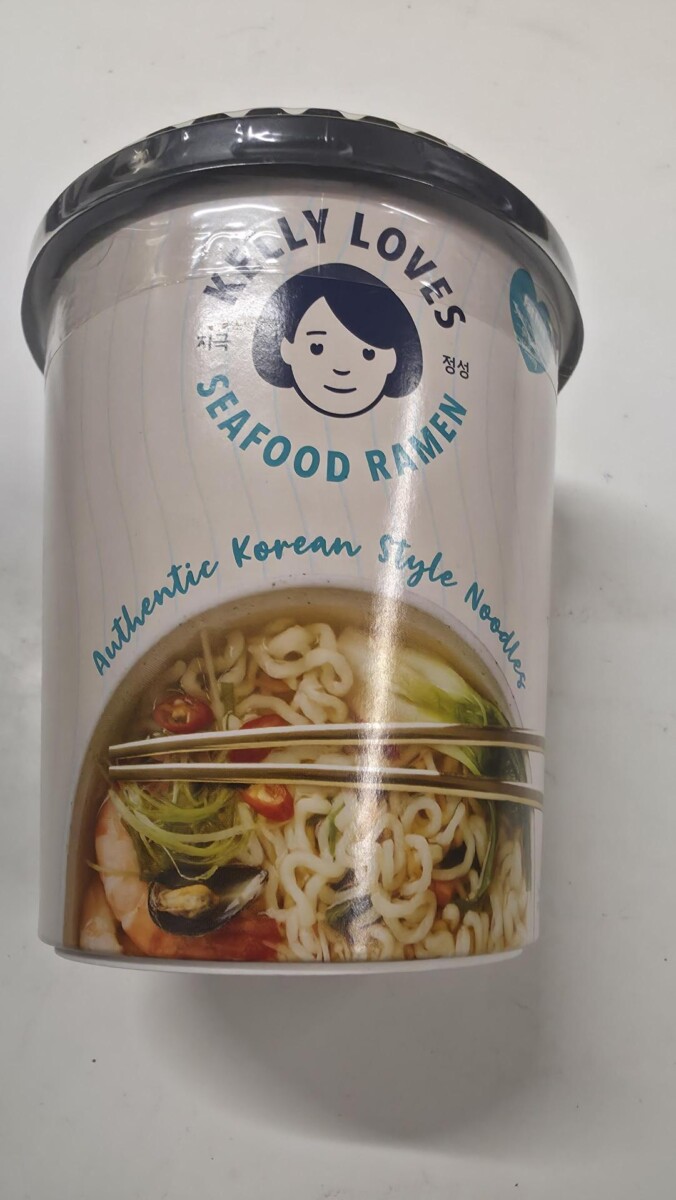 KELLY LOVES
지극
정성
SEAFOOD RAMEN
Authentic Korean Style Noodles